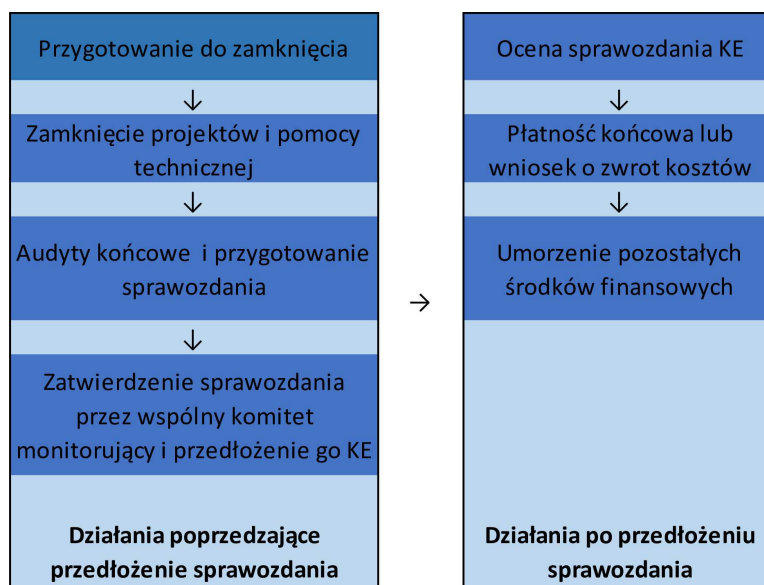 Przygotowanie do zamknięcia
↓
Zamknięcie projektów i pomocy
technicznej
↓
Audyty końcowe i przygotowanie
sprawozdania
↓
Zatwierdzenie sprawozdania
przez wspólny komitet
monitorujący i przedłożenie go KE
Działania poprzedzające
przedłożenie sprawozdania
→
Ocena sprawozdania KE
↓
Płatność końcowa lub
wniosek o zwrot kosztów
↓
Umorzenie pozostałych
środków finansowych
Działania po przedłożeniu
sprawozdania